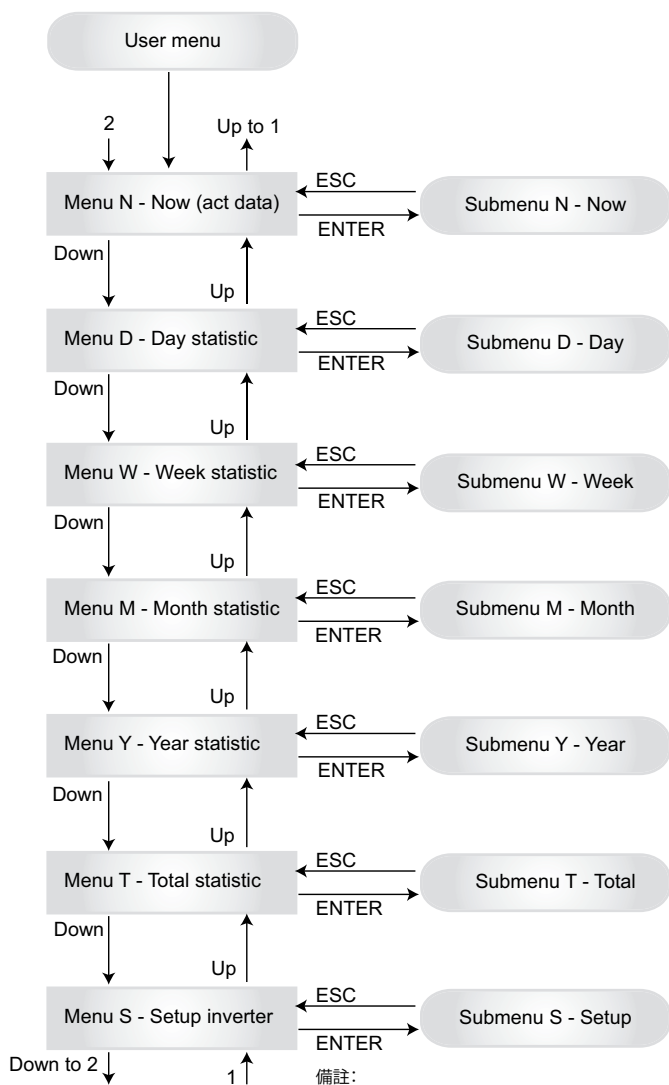 User menu
2
Up to 1
Menu N - Now (act data)
ESC
ENTER
Submenu N - Now
Down
Up
Menu D - Day statistic
ESC
ENTER
Submenu D - Day
Down
Up
Menu W - Week statistic
ESC
ENTER
Submenu W - Week
Down
Up
Menu M - Month statistic
ESC
ENTER
Submenu M - Month
Down
Up
Menu Y - Year statistic
ESC
ENTER
Submenu Y - Year
Down
Up
Menu T - Total statistic
ESC
ENTER
Submenu T - Total
Down
Up
Menu S - Setup inverter
ESC
ENTER
Submenu S - Setup
Down to 2
1
備註：